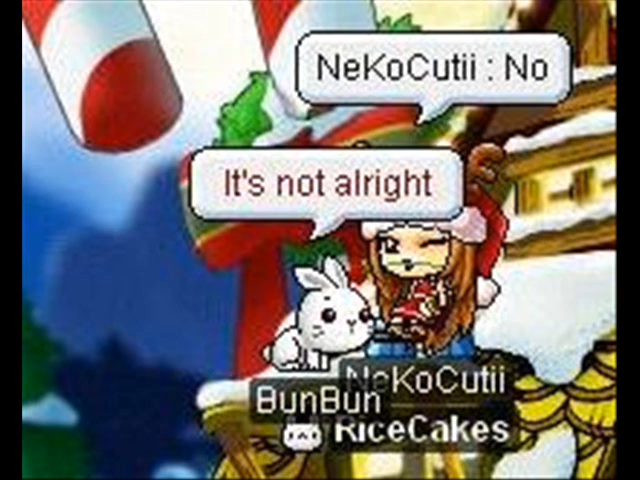 NeKoCutii : No
It's not alright
NeKoCutii
BunBun
RiceCakes